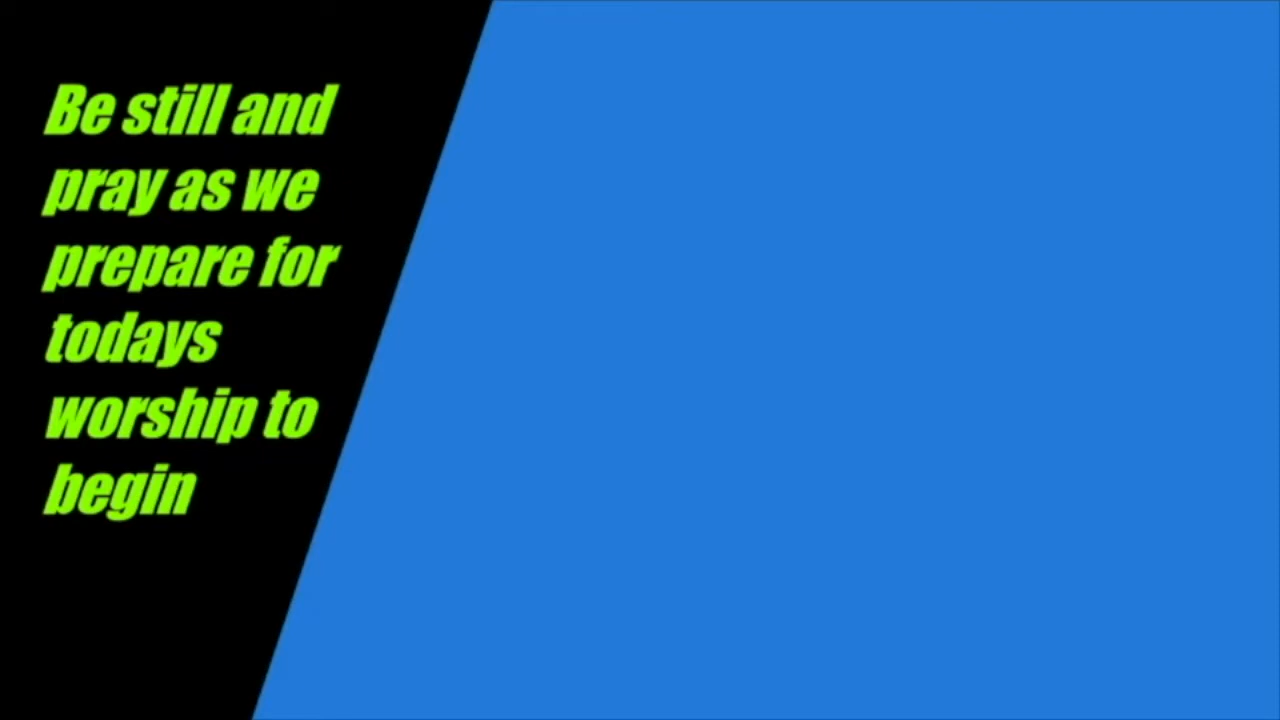 Be still and
pray as we
prepare for
todays
worship to
begin